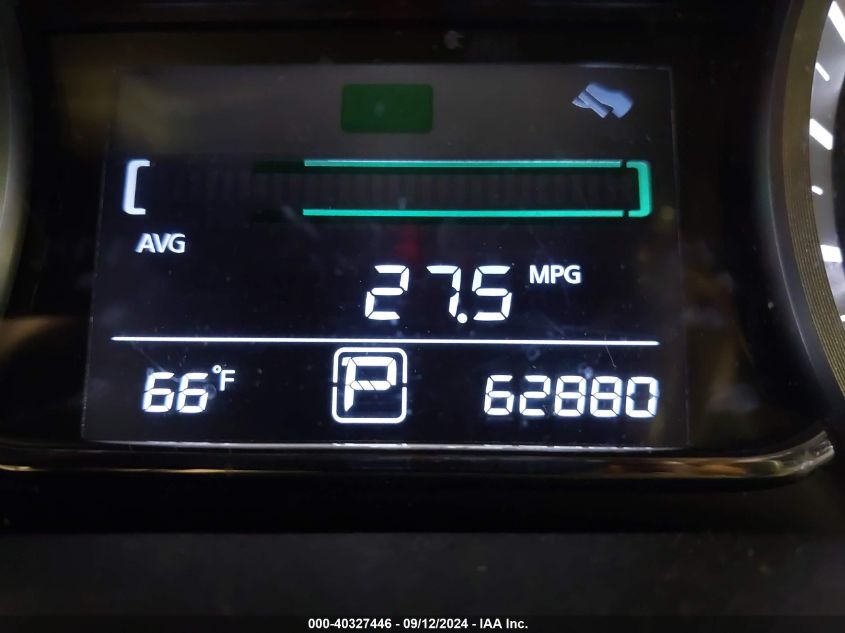 AVG
27.5 MPG
66°F P 62880
000-40327446 - 09/12/2024 - IAA Inc.